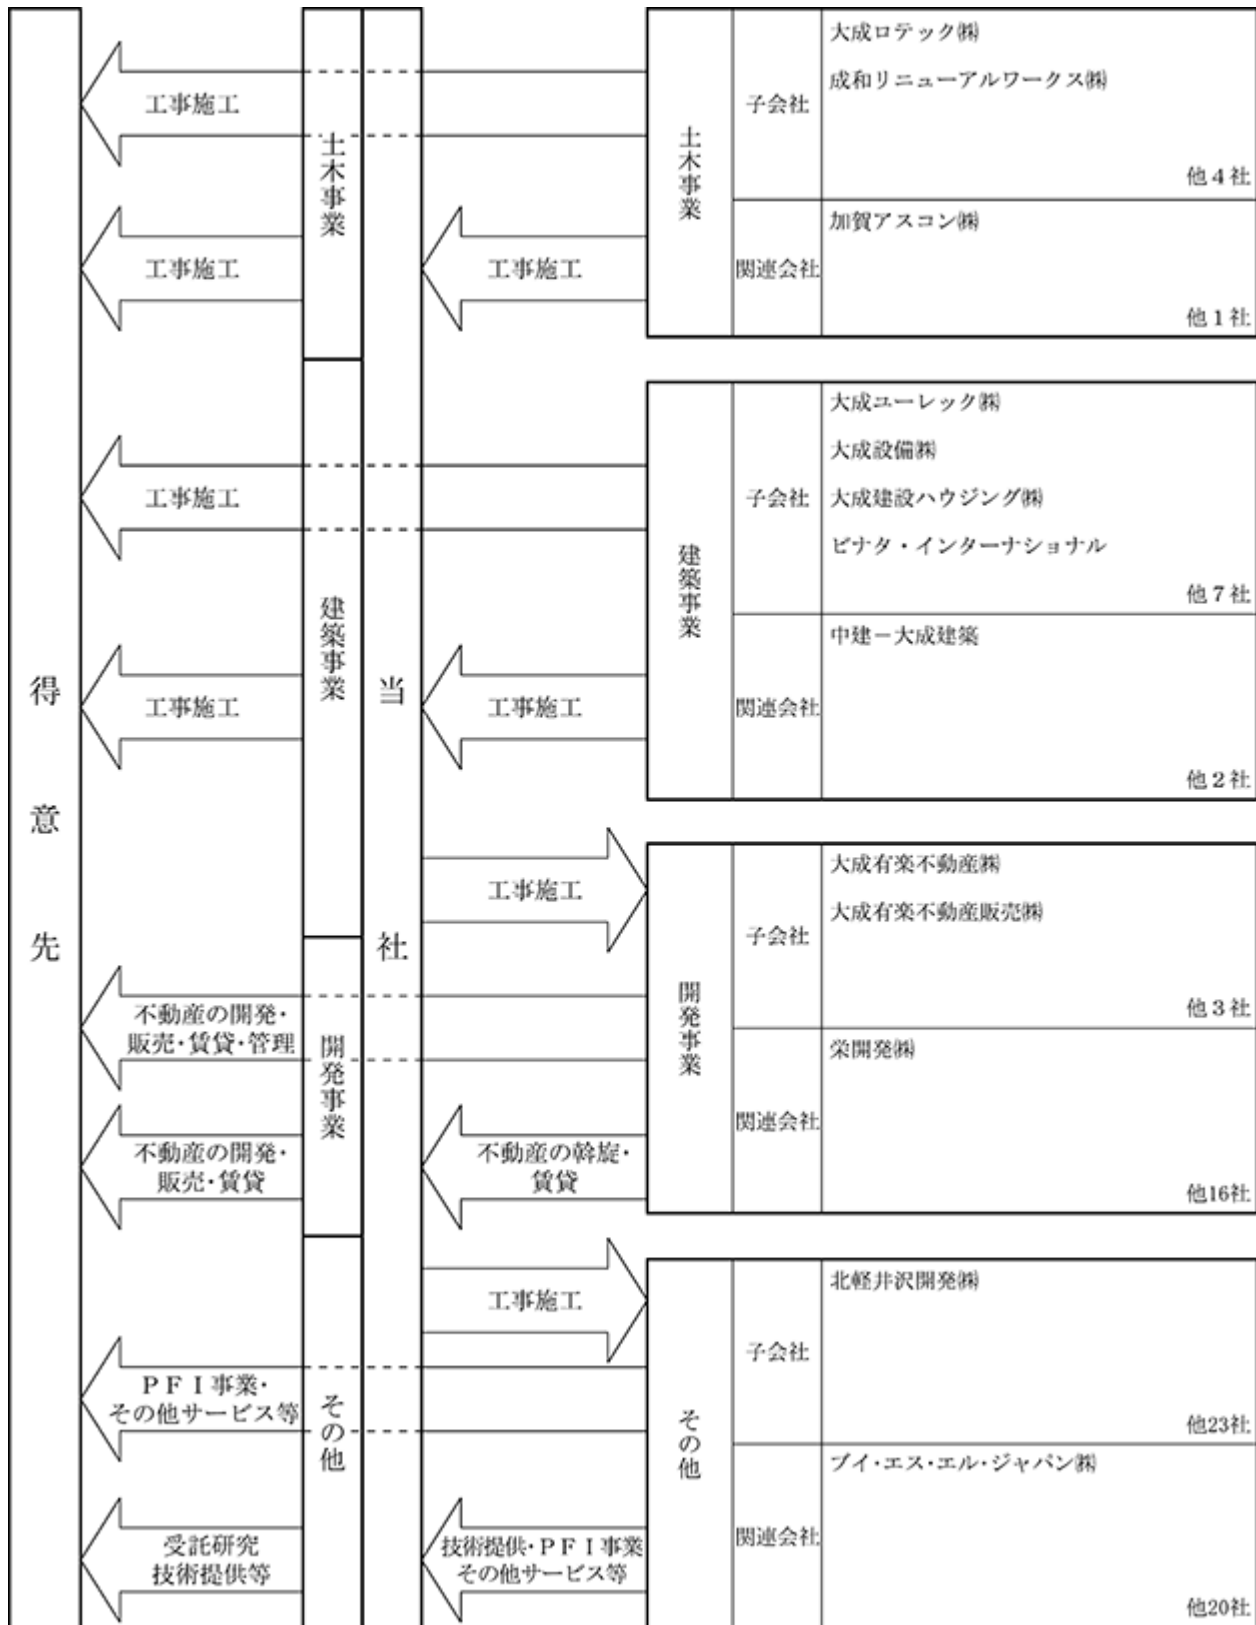 得意先
当社
土木事業
工事施工
工事施工
工事施工
土木事業
子会社
大成ロテック㈱
成和リニューアルワークス㈱
他4社
関連会社
加賀アスコン㈱
他1社
建築事業
工事施工
工事施工
工事施工
工事施工
建築事業
子会社
大成ユーレック㈱
大成設備㈱
大成建設ハウジング㈱
ビナタ・インターナショナル
他7社
関連会社
中建－大成建築
他2社
開発事業
不動産の開発・
販売・賃貸・管理
不動産の開発・
販売・賃貸
不動産の斡旋・
賃貸
開発事業
子会社
大成有楽不動産㈱
大成有楽不動産販売㈱
他3社
関連会社
栄開発㈱
他16社
その他
工事施工
ＰＦＩ事業・
その他サービス等
受託研究
技術提供等
技術提供・ＰＦＩ事業
その他サービス等
その他
子会社
北軽井沢開発㈱
他23社
関連会社
ブイ・エス・エル・ジャパン㈱
他20社